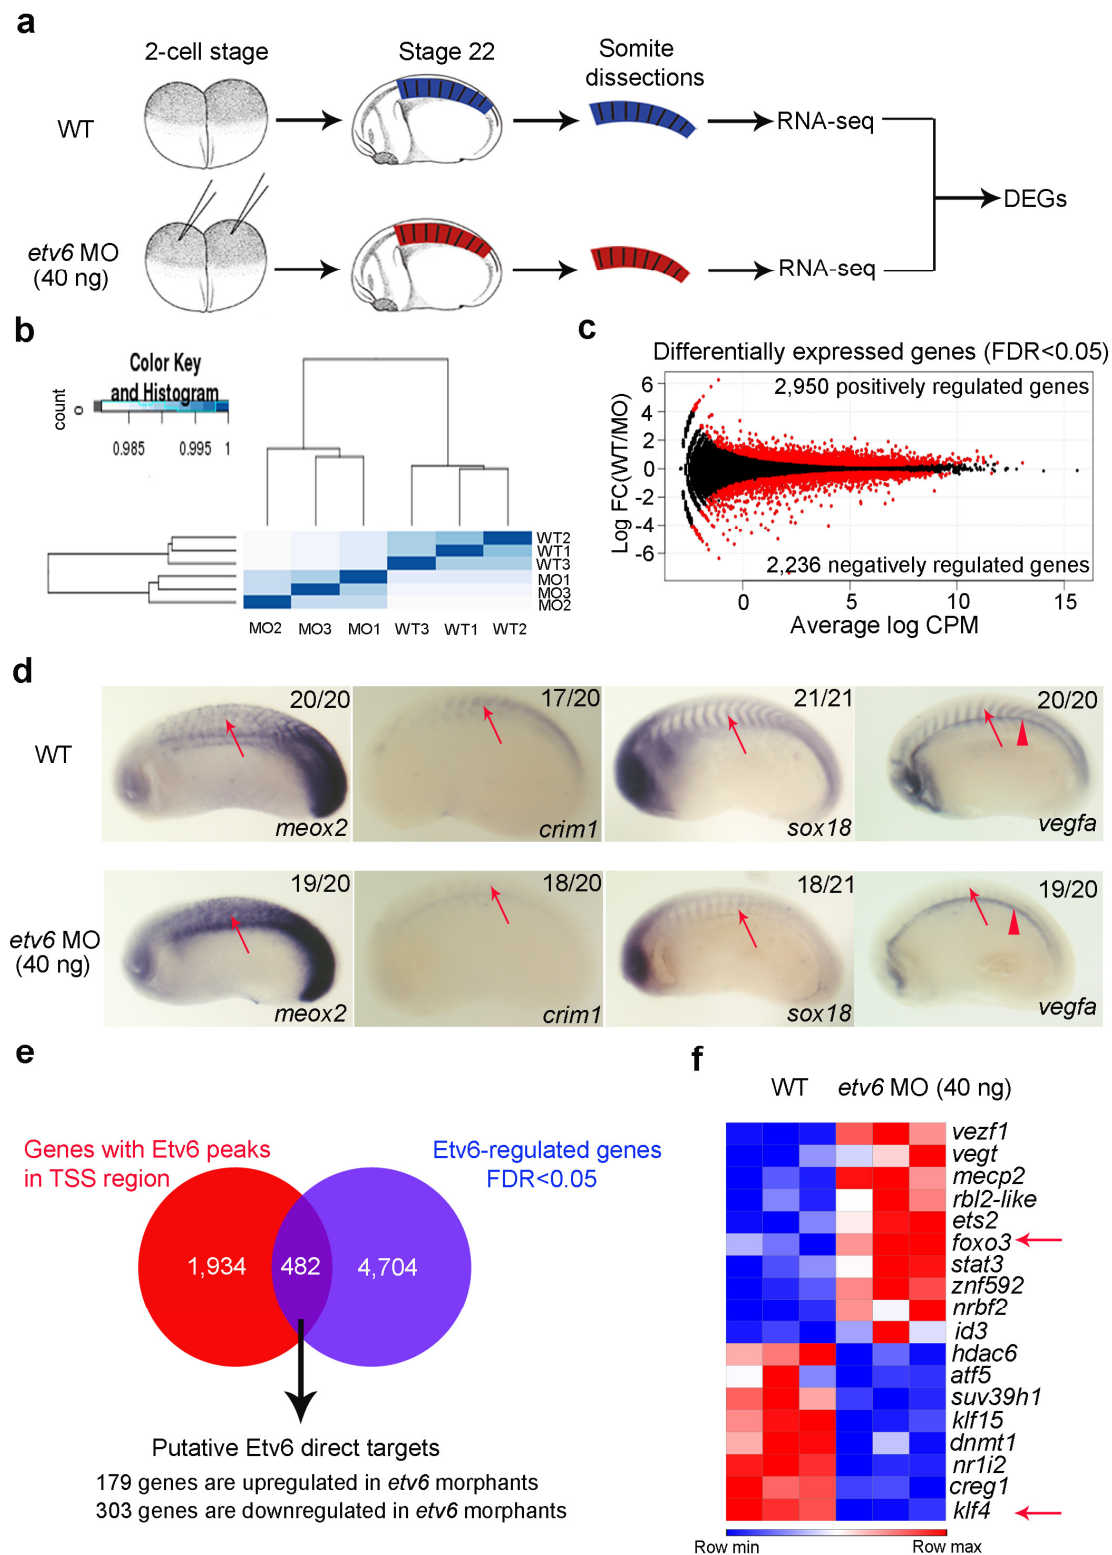 a
2-cell stage
Stage 22
Somite
dissections
WT
RNA-seq
DEGs
etv6 MO
(40 ng)
RNA-seq
b
Color Key
and Histogram
count
0
0.985
0.995
1
WT2
WT1
WT3
MO1
MO3
MO2
MO2
MO3
MO1
WT3
WT1
WT2
c
Differentially expressed genes (FDR<0.05)
2,950 positively regulated genes
Log FC(WT/MO)
6
4
2
0
-2
-4
-6
2,236 negatively regulated genes
0
5
10
15
Average log CPM
d
WT
20/20
meox2
17/20
crim1
21/21
sox18
20/20
vegfa
etv6 MO
(40 ng)
19/20
meox2
18/20
crim1
18/21
sox18
19/20
vegfa
e
Genes with Etv6 peaks
in TSS region
Etv6-regulated genes
FDR<0.05
1,934
482
4,704
Putative Etv6 direct targets
179 genes are upregulated in etv6 morphants
303 genes are downregulated in etv6 morphants
f
WT
etv6 MO (40 ng)
vezf1
vegt
mecp2
rbl2-like
ets2
foxo3
stat3
znf592
nrbf2
id3
hdac6
atf5
suv39h1
klf15
dnmt1
nr1i2
creg1
klf4
Row min
Row max